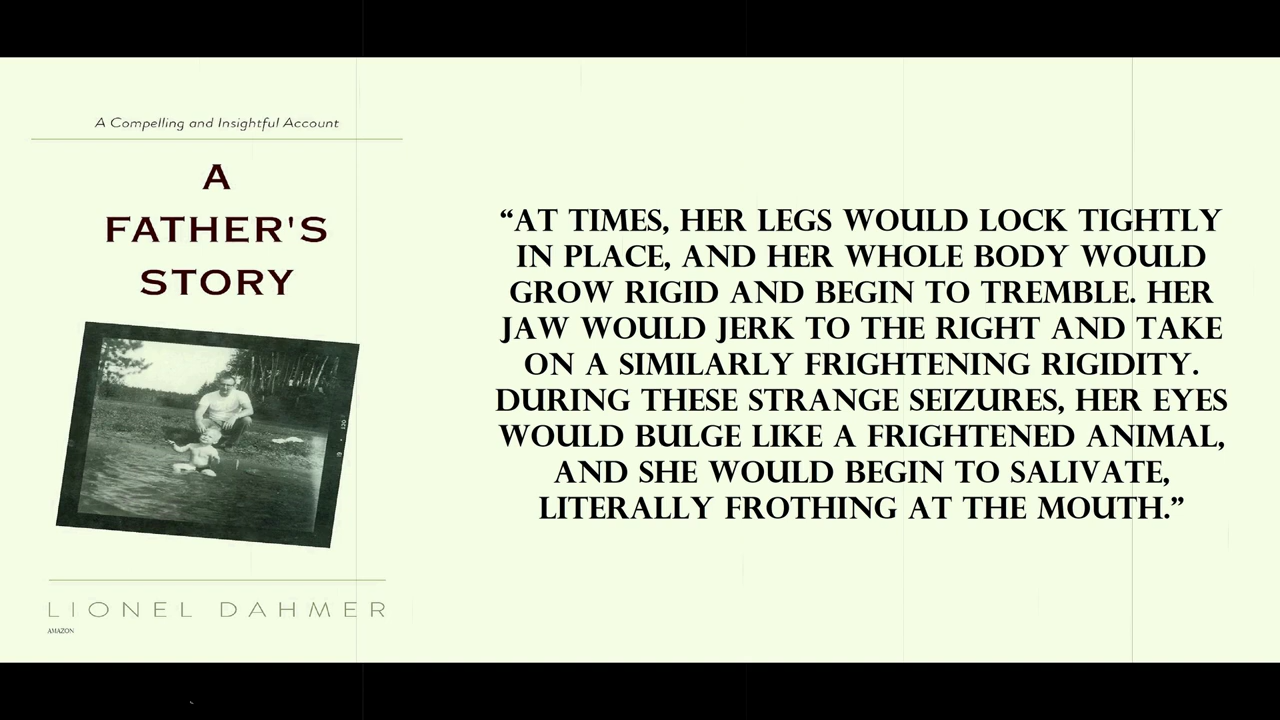 A Compelling and Insightful Account
A
FATHER'S
STORY
LIONEL DAHMER
AMAZON
“AT TIMES, HER LEGS WOULD LOCK TIGHTLY
IN PLACE, AND HER WHOLE BODY WOULD
GROW RIGID AND BEGIN TO TREMBLE. HER
JAW WOULD JERK TO THE RIGHT AND TAKE
ON A SIMILARLY FRIGHTENING RIGIDITY.
DURING THESE STRANGE SEIZURES, HER EYES
WOULD BULGE LIKE A FRIGHTENED ANIMAL,
AND SHE WOULD BEGIN TO SALIVATE,
LITERALLY FROTHING AT THE MOUTH.”